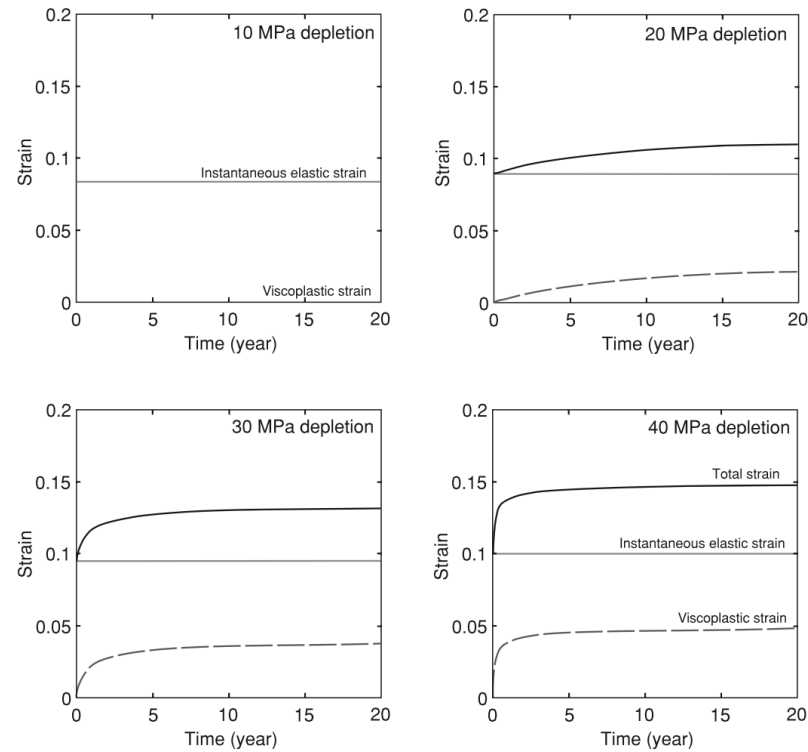 10 MPa depletion
0.2
0.15
0.1
0.05
0
Strain
Instantaneous elastic strain
Viscoplastic strain
0 5 10 15 20
Time (year)
20 MPa depletion
0.2
0.15
0.1
0.05
0
Strain
0 5 10 15 20
Time (year)
30 MPa depletion
0.2
0.15
0.1
0.05
0
Strain
0 5 10 15 20
Time (year)
40 MPa depletion
0.2
0.15
0.1
0.05
0
Strain
Total strain
Instantaneous elastic strain
Viscoplastic strain
0 5 10 15 20
Time (year)